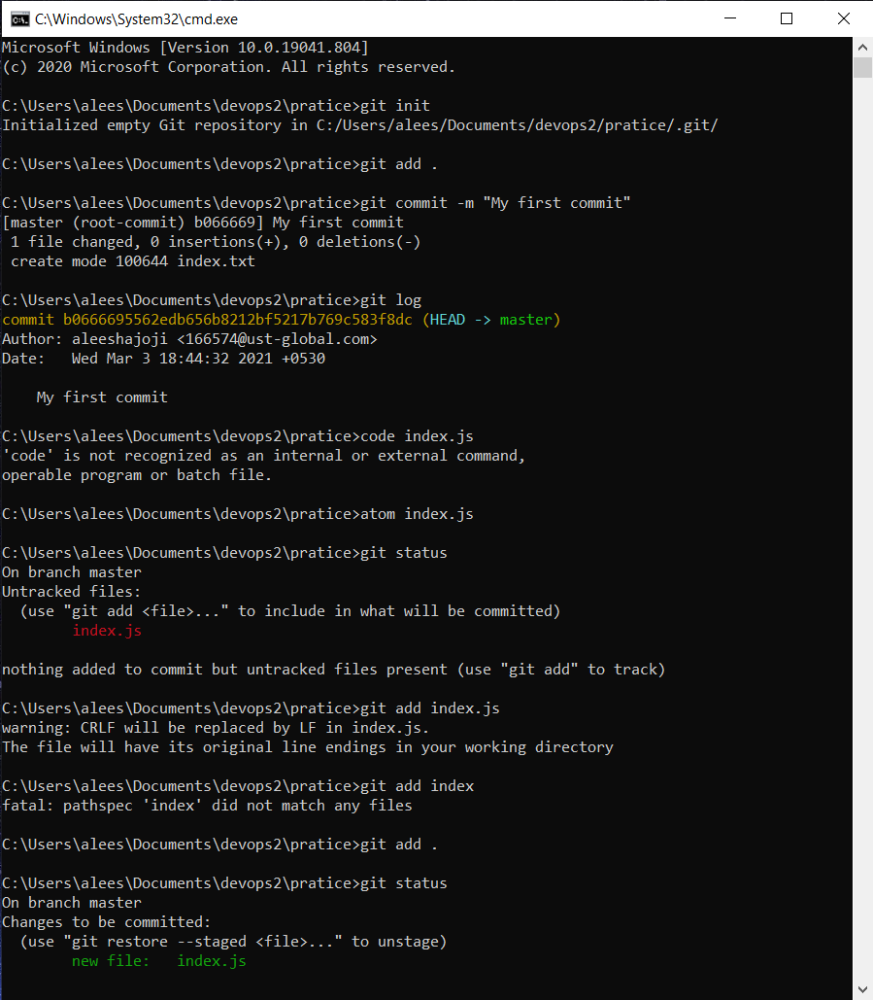 C:\Windows\System32\cmd.exe
Microsoft Windows [Version 10.0.19041.804]
(c) 2020 Microsoft Corporation. All rights reserved.
C:\Users\alees\Documents\devops2\pratice>git init
Initialized empty Git repository in C:/Users/alees/Documents/devops2/pratice/.git/
C:\Users\alees\Documents\devops2\pratice>git add .
C:\Users\alees\Documents\devops2\pratice>git commit -m "My first commit"
[master (root-commit) b066669] My first commit
 1 file changed, 0 insertions(+), 0 deletions(-)
 create mode 100644 index.txt
C:\Users\alees\Documents\devops2\pratice>git log
commit b0666695562edb656b8212bf5217b769c583f8dc (HEAD -> master)
Author: aleeshajoji <166574@ust-global.com>
Date:   Wed Mar 3 18:44:32 2021 +0530
    My first commit
C:\Users\alees\Documents\devops2\pratice>code index.js
'code' is not recognized as an internal or external command,
operable program or batch file.
C:\Users\alees\Documents\devops2\pratice>atom index.js
C:\Users\alees\Documents\devops2\pratice>git status
On branch master
Untracked files:
  (use "git add <file>..." to include in what will be committed)
        index.js
nothing added to commit but untracked files present (use "git add" to track)
C:\Users\alees\Documents\devops2\pratice>git add index.js
warning: CRLF will be replaced by LF in index.js.
The file will have its original line endings in your working directory
C:\Users\alees\Documents\devops2\pratice>git add index
fatal: pathspec 'index' did not match any files
C:\Users\alees\Documents\devops2\pratice>git add .
C:\Users\alees\Documents\devops2\pratice>git status
On branch master
Changes to be committed:
  (use "git restore --staged <file>..." to unstage)
        new file:   index.js